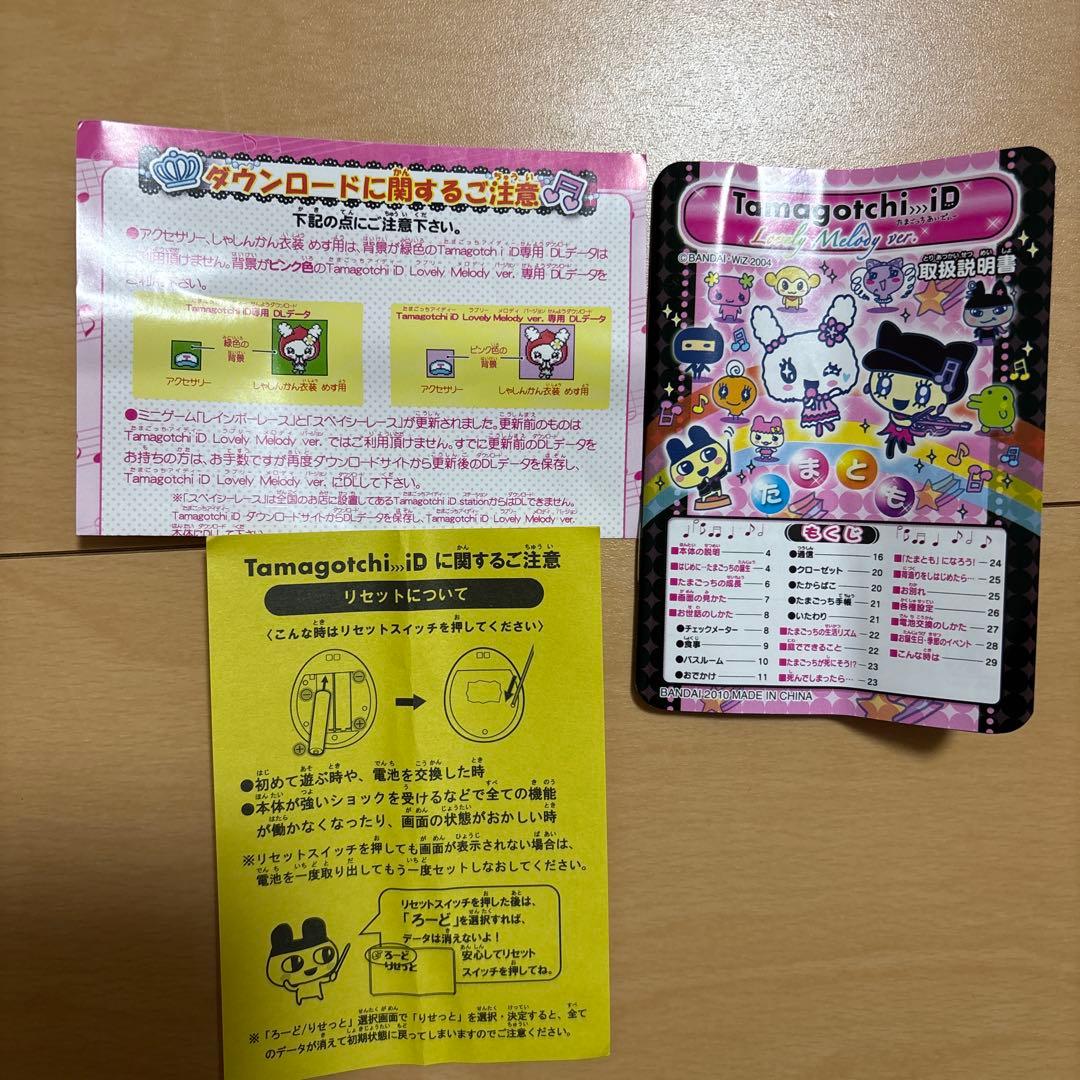 ダウンロードに関するご注意
下記の点にご注意下さい。
●アクセサリー、しゃしんかん衣装 めす用は、背景が緑色のTamagotch i iD専用 DLデータは
利用頂けません。背景がピンク色のTamagotch iD Lovely Melody ver. 専用 DLデータを
ご利用下さい。
Tamagotch iD専用 DLデータ
緑色の
背景
アクセサリー
しゃしんかん衣装 めす用
Tamagotch iD Lovely Melody ver. 専用 DLデータ
ピンク色の
背景
アクセサリー
しゃしんかん衣装 めす用
●ミニゲーム「レインボーレース」と「スペイシーレース」が更新されました。更新前のものは
Tamagotch iD Lovely Melody ver. ではご利用頂けません。すでに更新前のDLデータを
お持ちの方は、お手数ですが再度ダウンロードサイトから更新後のDLデータを保存し、
Tamagotch iD Lovely Melody ver. にDLして下さい。
※「スペイシーレース」は全国のお店に設置してあるTamagotch iD stationからはDLできません。
Tamagotch iD ダウンロードサイトからDLデータを保存し、Tamagotch iD Lovely Melody ver.
本体にDLして下さい。
Tamagotchi iD
たまごっちあいでぃー
Lovely Melody ver.
©BANDAI・WiZ 2004
取扱説明書
たまとも
もくじ
■本体の説明 4
■はじめに…たまごっちの誕生 4
■たまごっちの成長 6
■画面の見かた 7
■お世話のしかた 8
●チェックメーター 8
●食事 9
●バスルーム 10
●おでかけ 11
●通信 16
●クローゼット 20
●たからばこ 20
●たまごっち手帳 21
●いたわり 21
■たまごっちの生活リズム 22
■庭でできること 22
■たまごっちが死にそう!? 23
■死んでしまったら… 23
■「たまとも」になろう! 24
■背造りをしはじめたら… 25
■お別れ 25
■各種設定 26
■電池交換のしかた 27
■お誕生日・季節のイベント 28
■こんな時は 29
BANDAI 2010 MADE IN CHINA
Tamagotchi iD に関するご注意
リセットについて
〈こんな時はリセットスイッチを押してください〉
●初めて遊ぶ時や、電池を交換した時
●本体が強いショックを受けるなどで全ての機能
が働かなくなったり、画面の状態がおかしい時
※リセットスイッチを押しても画面が表示されない場合は、
電池を一度取り出してもう一度セットしなおしてください。
リセットスイッチを押した後は、
「ろーど」を選択すれば、
データは消えないよ!
安心してリセット
スイッチを押してね。
ろーど
りせっと
※「ろーど/りせっと」選択画面で「りせっと」を選択・決定すると、全て
のデータが消えて初期状態に戻ってしまいますのでご注意ください。